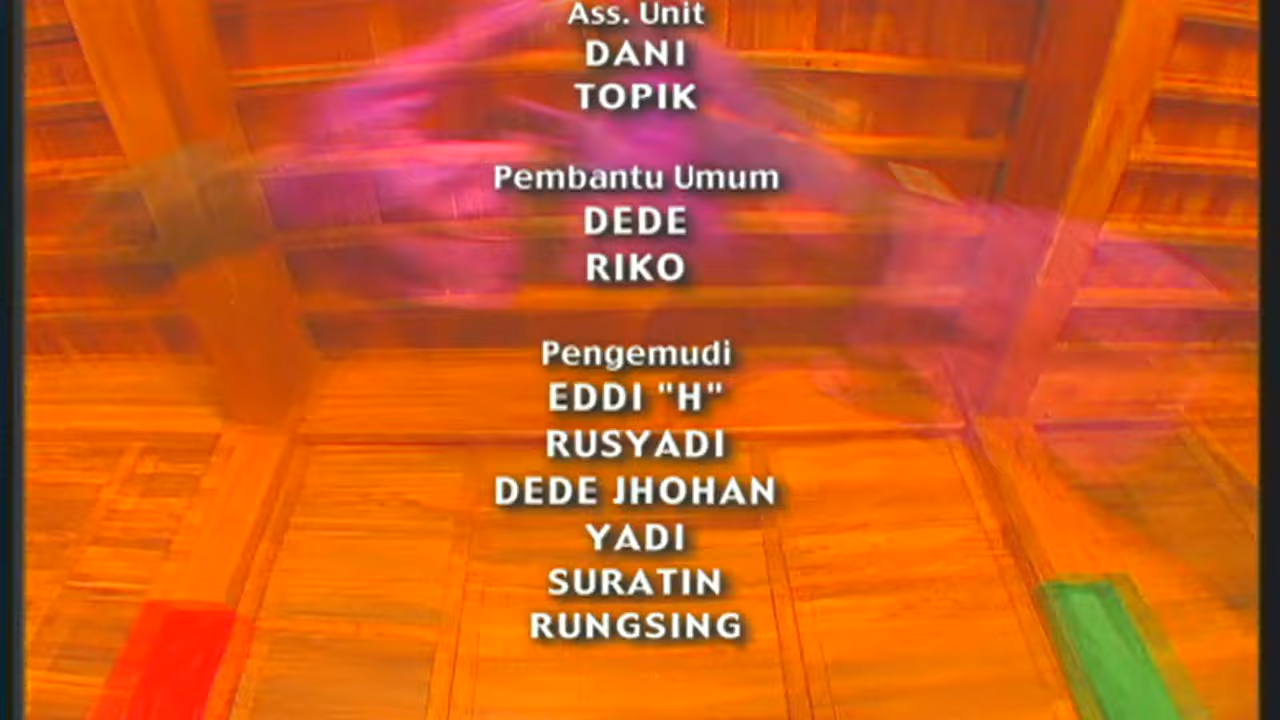 Ass. Unit
DANI
TOPIK
Pembantu Umum
DEDE
RIKO
Pengemudi
EDDI "H"
RUSYADI
DEDE JHOHAN
YADI
SURATIN
RUNGSING